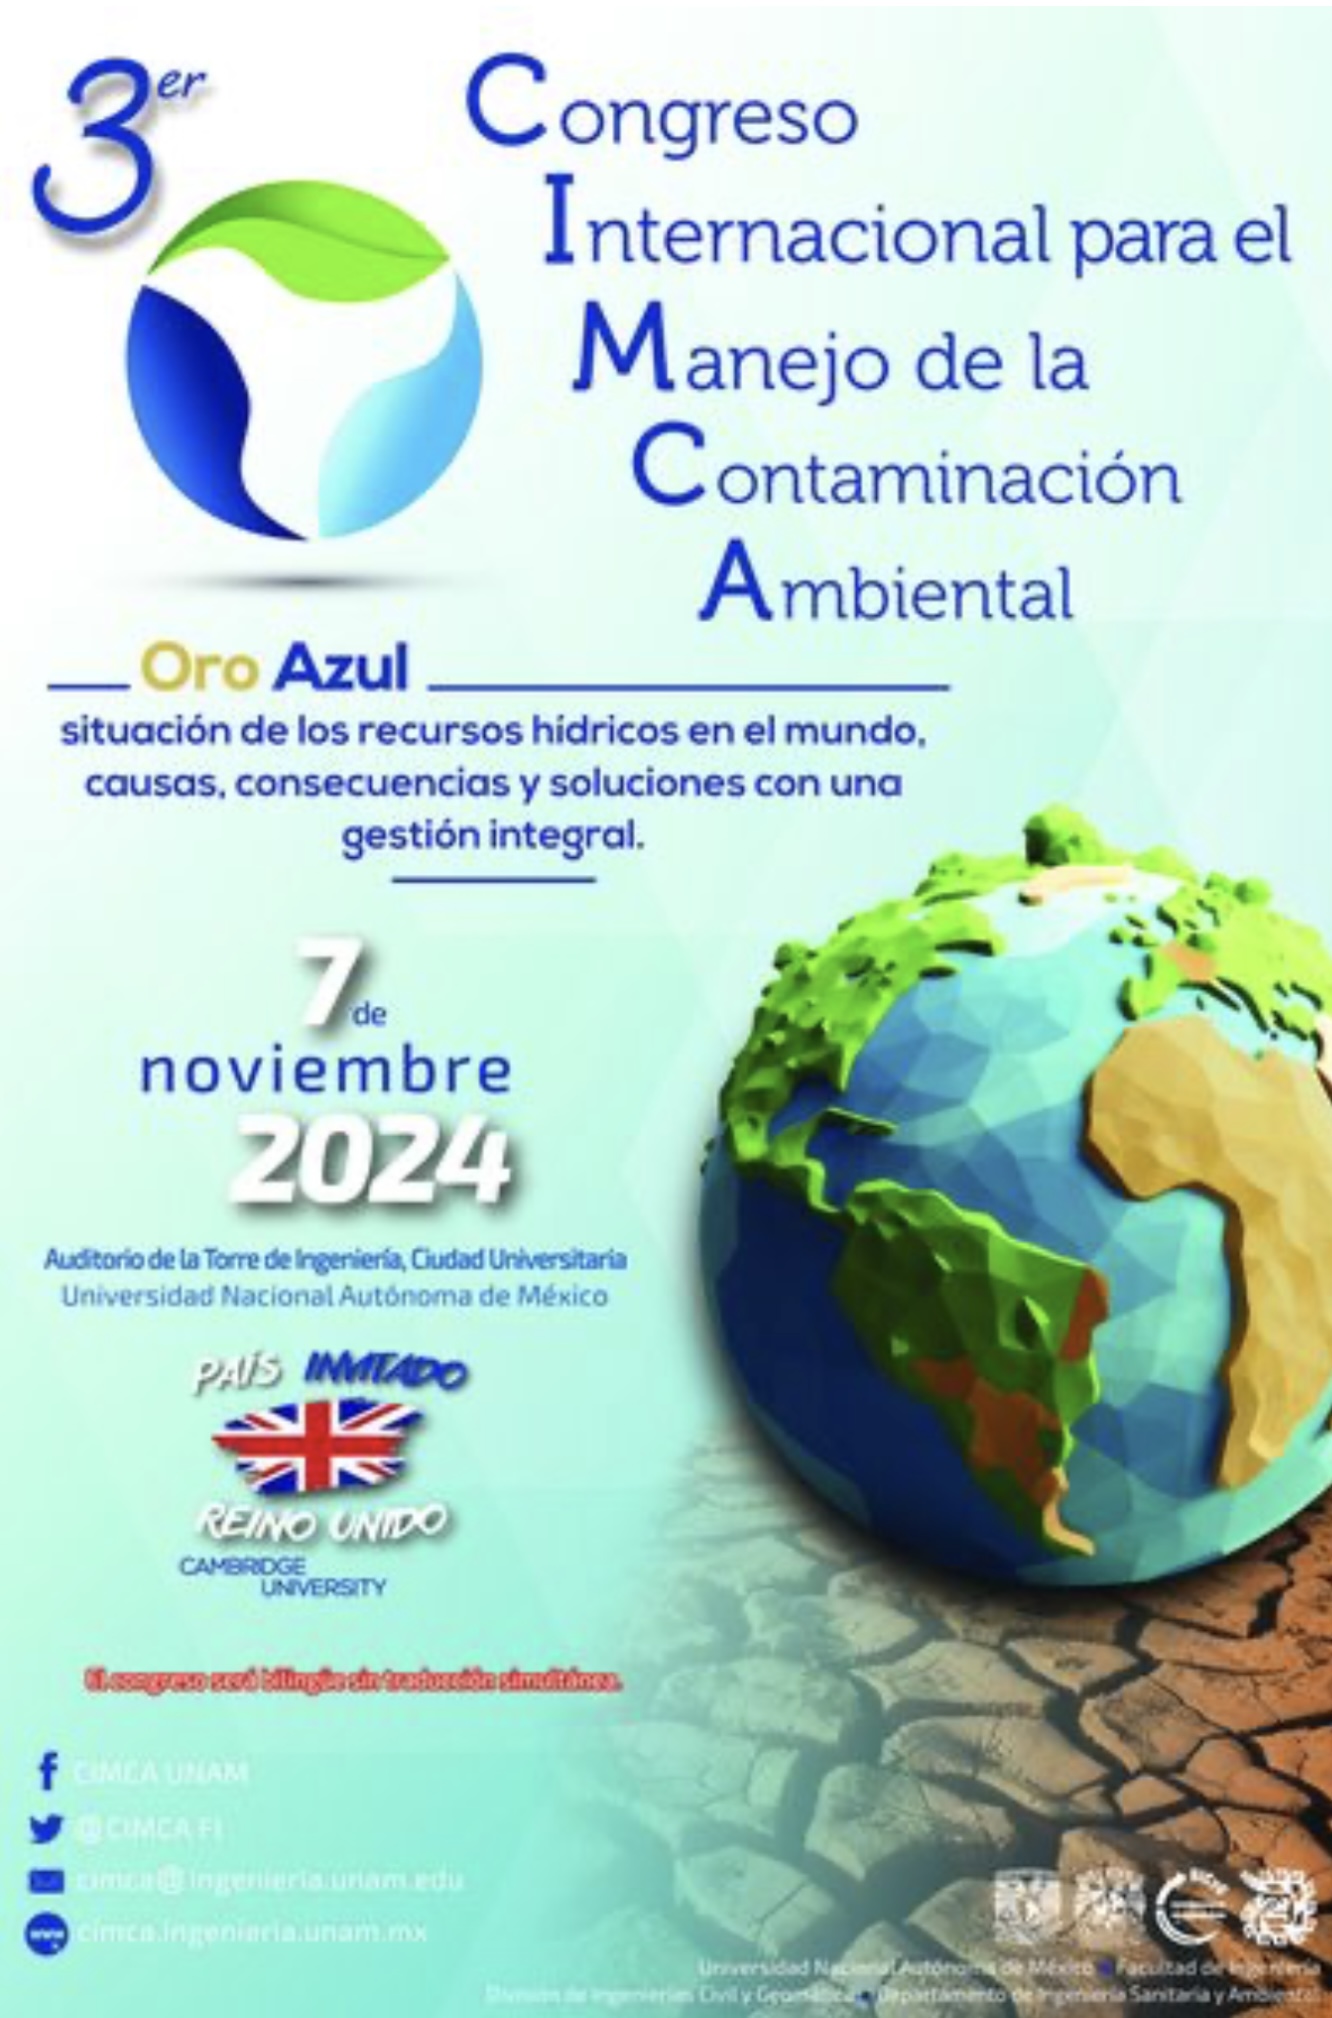 3er
Congreso
Internacional para el
Manejo de la
Contaminación
Ambiental
Oro Azul
situación de los recursos hídricos en el mundo,
causas, consecuencias y soluciones con una
gestión integral.
7 de
noviembre
2024
Auditorio de la Torre de Ingeniería, Ciudad Universitaria
Universidad Nacional Autónoma de México
PAÍS INVITADO
REINO UNIDO
CAMBRIDGE
UNIVERSITY
El congreso será bilingüe sin traducción simultánea.
CIMCA UNAM
@CIMCA FI
cimca@ingenieria.unam.edu
www
cimca.ingenieria.unam.mx
Universidad Nacional Autónoma de México • Facultad de Ingeniería
División de Ingenierías Civil y Geomática • Departamento de Ingeniería Sanitaria y Ambiental